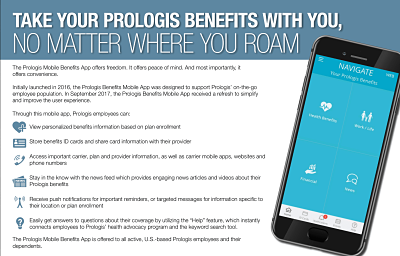 TAKE YOUR PROLOGIS BENEFITS WITH YOU,
NO MATTER WHERE YOU ROAM
The Prologis Mobile Benefits App offers freedom. It offers peace of mind. And most importantly, it
offers convenience.
Initially launched in 2016, the Prologis Benefits Mobile App was designed to support Prologis' on-the-go
employee population. In September 2017, the Prologis Benefits Mobile App received a refresh to simplify
and improve the user experience.
Through this mobile app, Prologis employees can:
View personalized benefits information based on plan enrollment
Store benefits ID cards and share card information with their provider
Access important carrier, plan and provider information, as well as carrier mobile apps, websites and
phone numbers
Stay in the know with the news feed which provides engaging news articles and videos about their
Prologis benefits
Receive push notifications for important reminders, or targeted messages for information specific to
their location or plan enrollment
Easily get answers to questions about their coverage by utilizing the "Help" feature, which instantly
connects employees to Prologis' health advocacy program and the keyword search tool.
The Prologis Mobile Benefits App is offered to all active, U.S.-based Prologis employees and their
dependents.
NAVIGATE
Your Prologis Benefits
Health Benefits
Work / Life
Financial
News